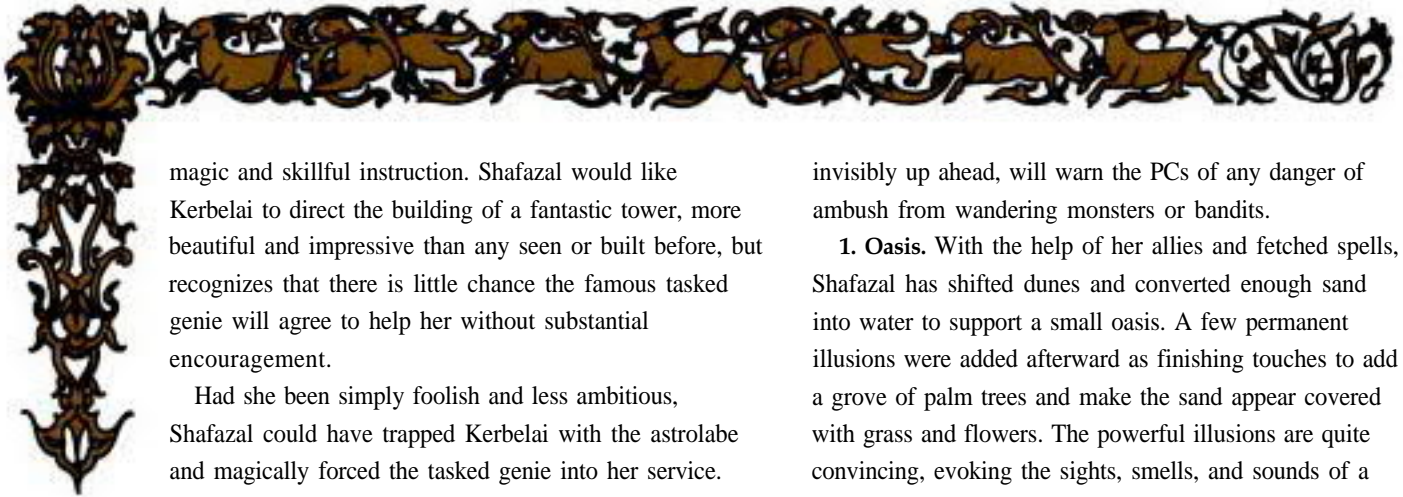 magic and skillful instruction. Shafazal would like
Kerbelai to direct the building of a fantastic tower, more
beautiful and impressive than any seen or built before, but
recognizes that there is little chance the famous tasked
genie will agree to help her without substantial
encouragement.
Had she been simply foolish and less ambitious,
Shafazal could have trapped Kerbelai with the astrolabe
and magically forced the tasked genie into her service.
invisibly up ahead, will warn the PCs of any danger of
ambush from wandering monsters or bandits.
1. Oasis. With the help of her allies and fetched spells,
Shafazal has shifted dunes and converted enough sand
into water to support a small oasis. A few permanent
illusions were added afterward as finishing touches to add
a grove of palm trees and make the sand appear covered
with grass and flowers. The powerful illusions are quite
convincing, evoking the sights, smells, and sounds of a